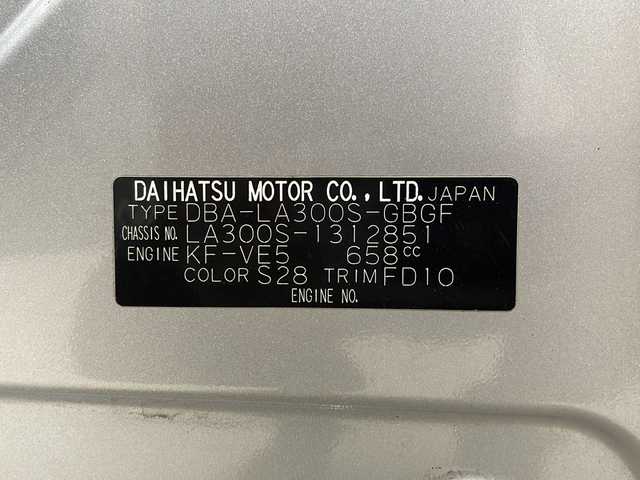 DAIHATSU MOTOR CO., LTD. JAPAN
TYPE DBA-LA300S-GBGF
CHASSIS NO. LA300S-1312851
ENGINE KF-VE5 658CC
COLOR S28 TRIM FD10
ENGINE NO.